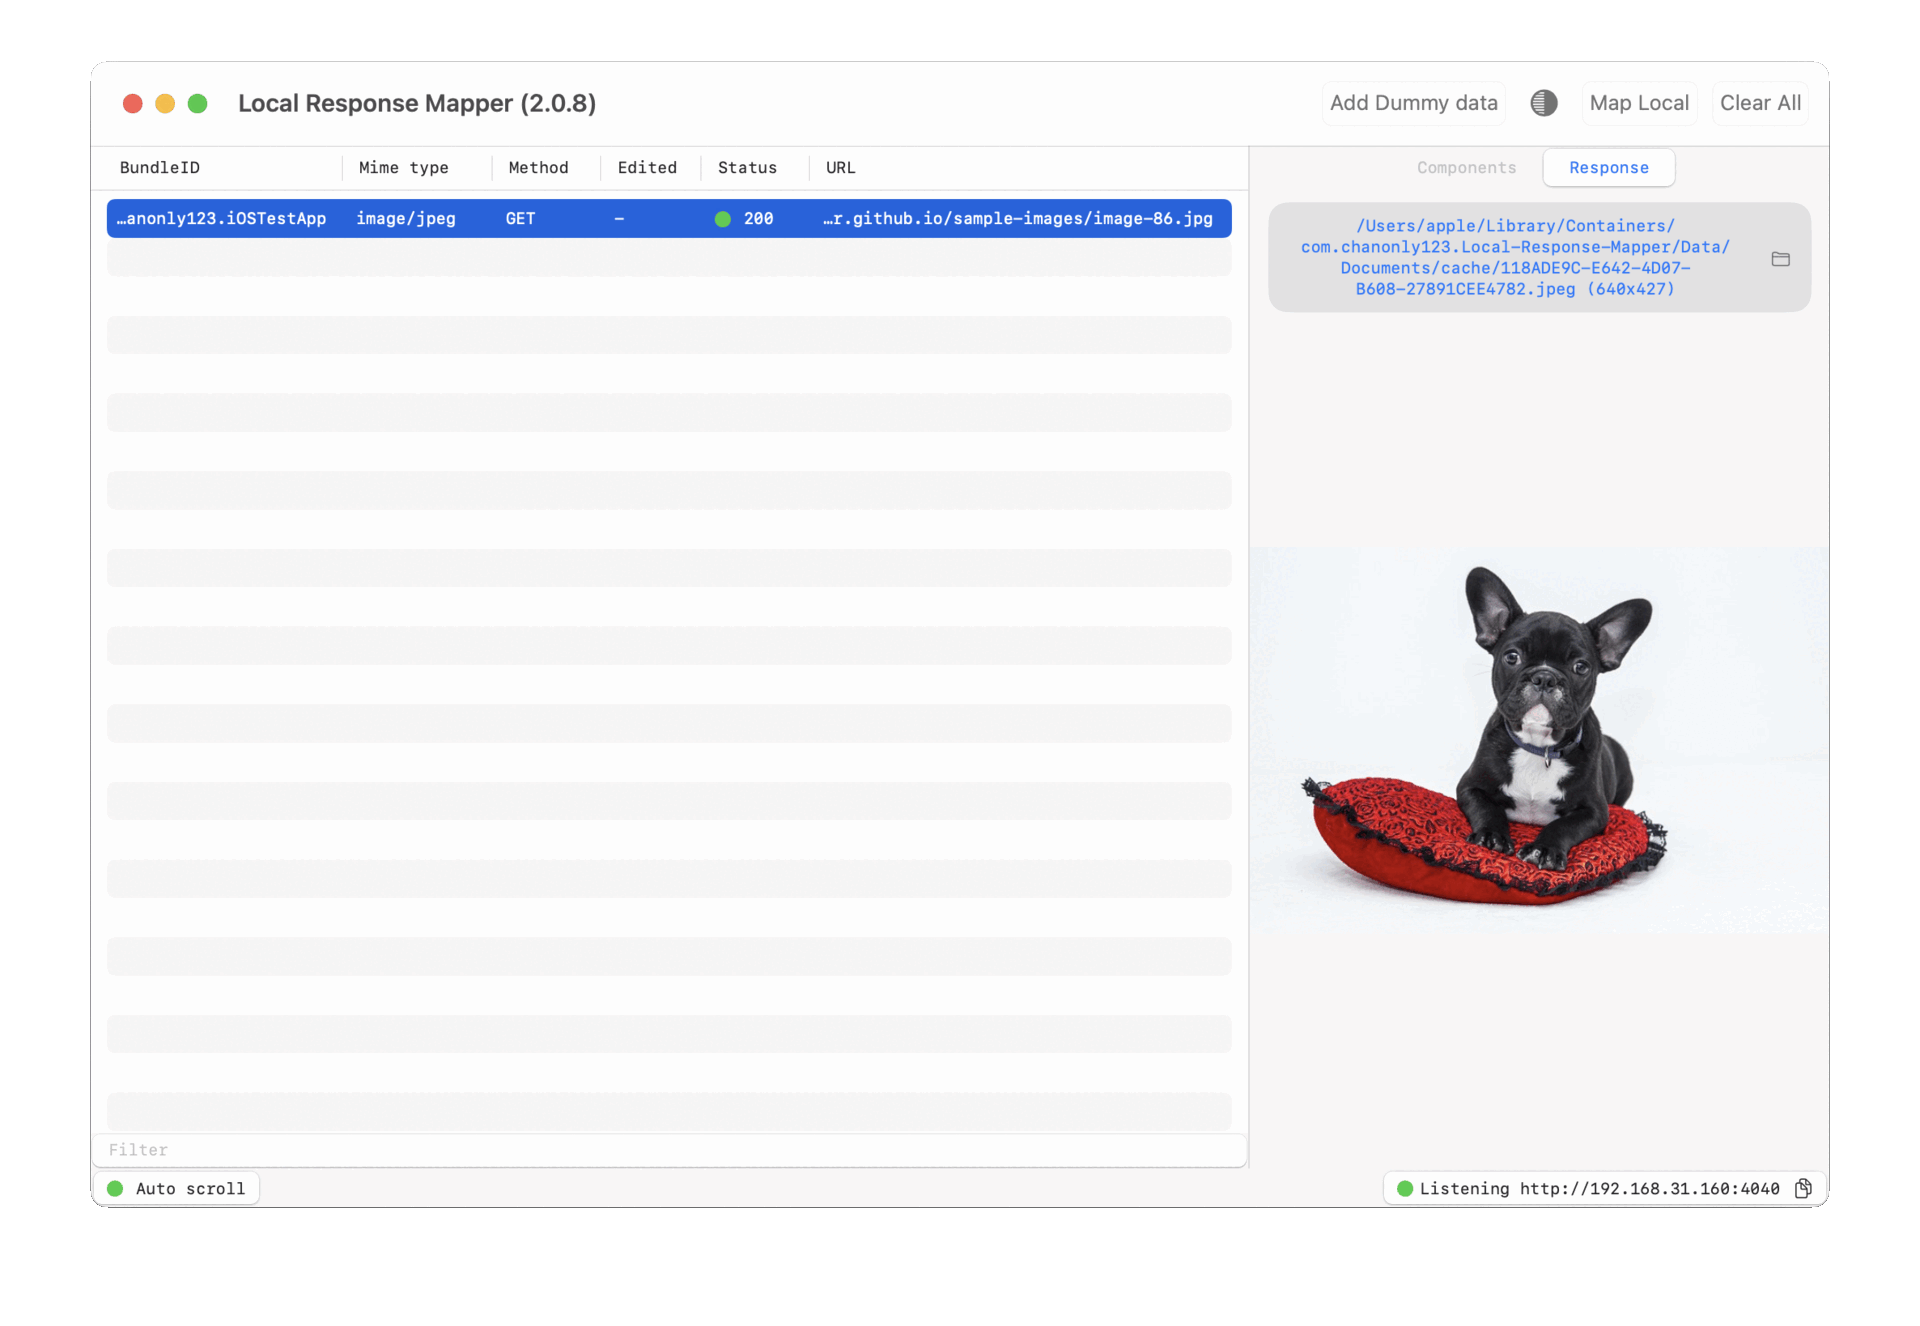 Local Response Mapper (2.0.8)
Add Dummy data
Map Local
Clear All
BundleID
Mime type
Method
Edited
Status
URL
Components
Response
…anonly123.iOSTestApp
image/jpeg
GET
–
200
…r.github.io/sample-images/image-86.jpg
/Users/apple/Library/Containers/
com.chanonly123.Local-Response-Mapper/Data/
Documents/cache/118ADE9C-E642-4D07-
B608-27891CEE4782.jpeg (640x427)
Filter
Auto scroll
Listening http://192.168.31.160:4040